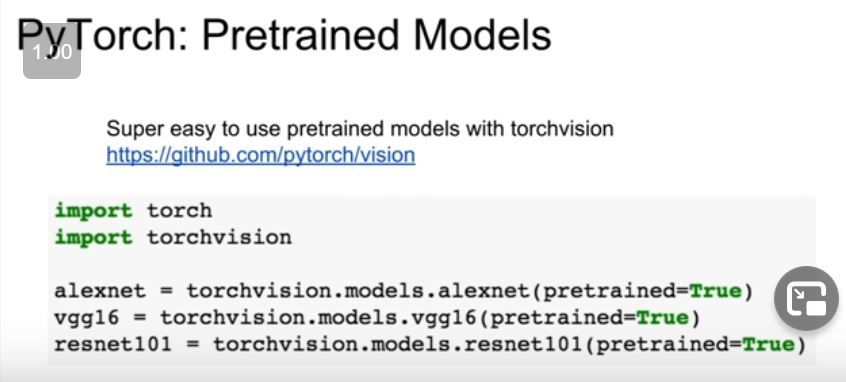 PyTorch: Pretrained Models
1.00
Super easy to use pretrained models with torchvision
https://github.com/pytorch/vision
import torch
import torchvision
alexnet = torchvision.models.alexnet(pretrained=True)
vgg16 = torchvision.models.vgg16(pretrained=True)
resnet101 = torchvision.models.resnet101(pretrained=True)